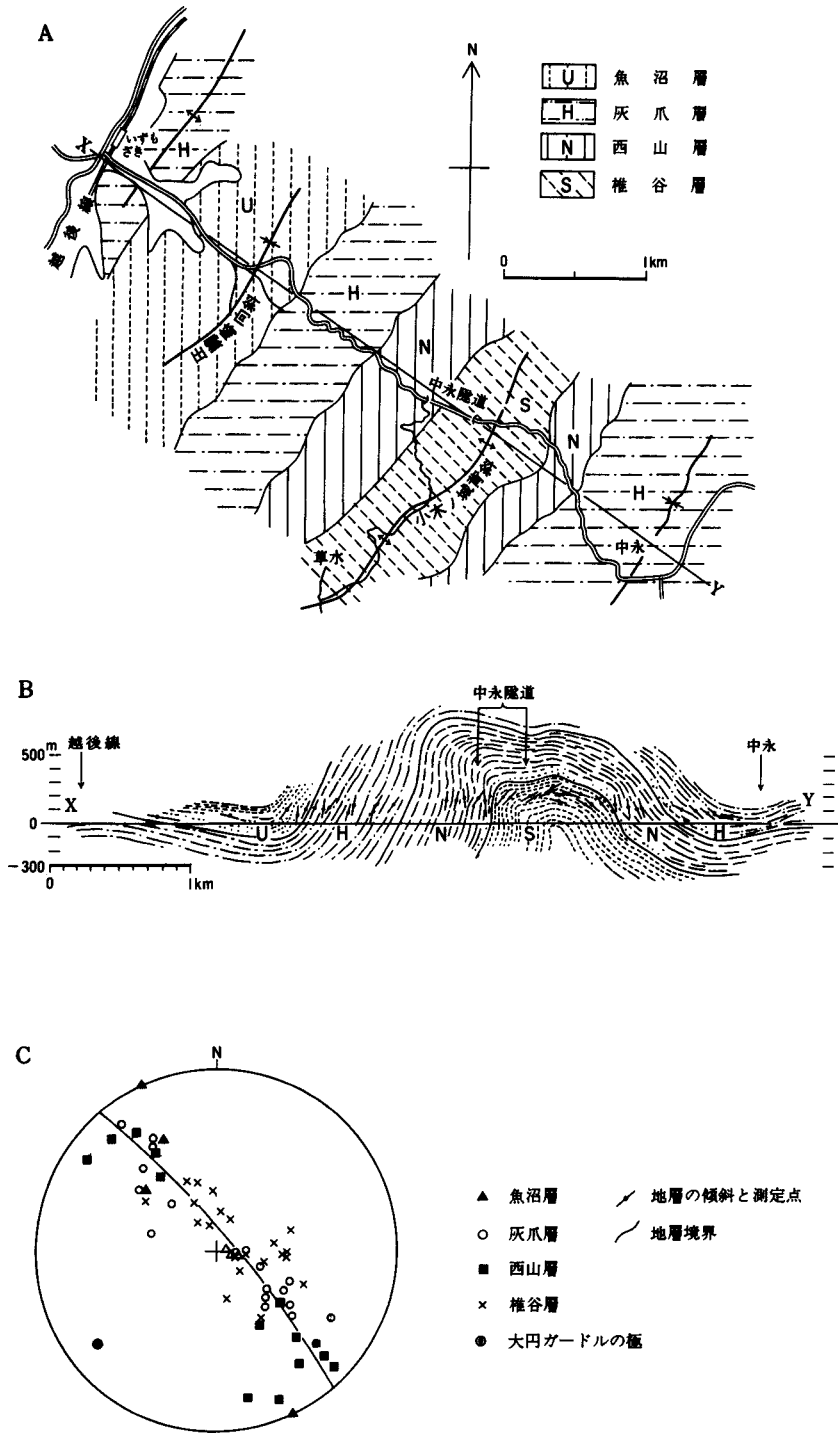 A
N
U 魚沼層
H 灰爪層
N 西山層
S 椎谷層
0 1km
X
いずも
ざき
越後線
H
U
出雲崎向斜
H
N
中永隧道
S
N
小木ノ城背斜
草水
H
中永
Y
B
中永隧道
500 m
越後線
中永
X
Y
0
U H N S N H
-300
0 1km
C
N
▲ 魚沼層
○ 灰爪層
■ 西山層
× 椎谷層
● 大円ガードルの極
地層の傾斜と測定点
地層境界